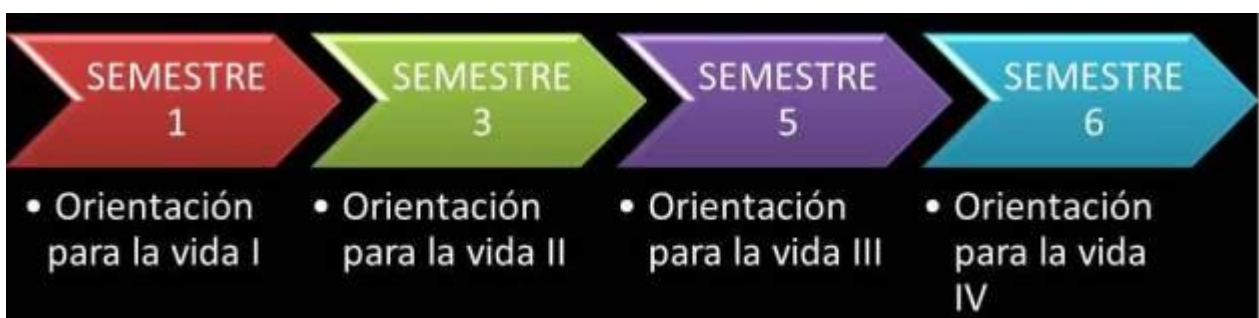 SEMESTRE
1
SEMESTRE
3
SEMESTRE
5
SEMESTRE
6
• Orientación
para la vida I
• Orientación
para la vida II
• Orientación
para la vida III
• Orientación
para la vida
IV